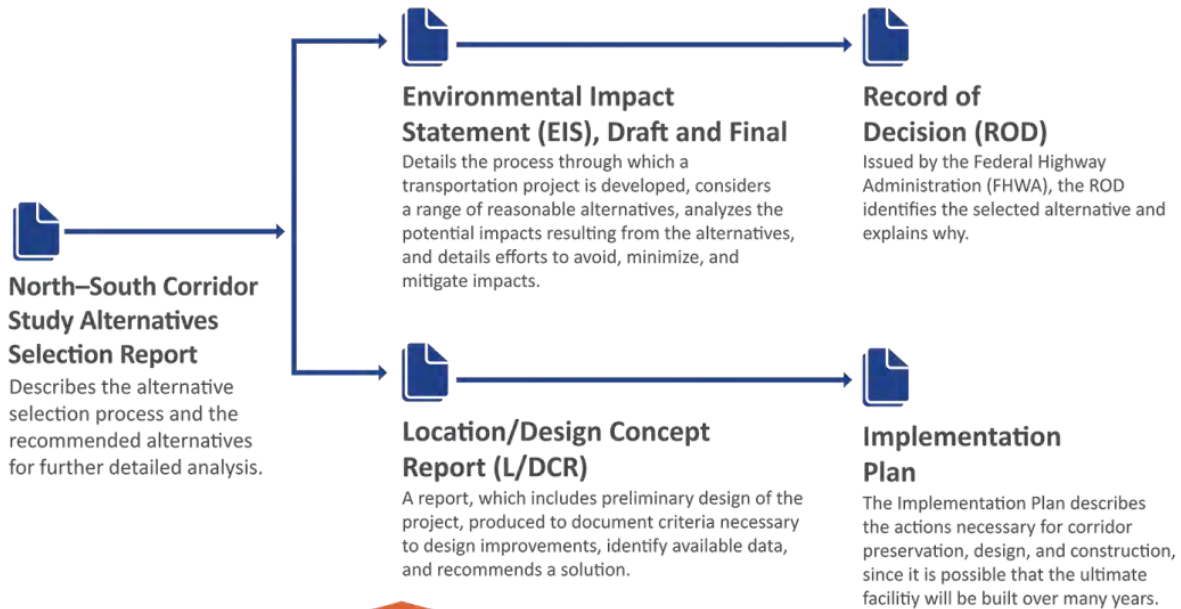 North–South Corridor
Study Alternatives
Selection Report
Describes the alternative
selection process and the
recommended alternatives
for further detailed analysis.
Environmental Impact
Statement (EIS), Draft and Final
Details the process through which a
transportation project is developed, considers
a range of reasonable alternatives, analyzes the
potential impacts resulting from the alternatives,
and details efforts to avoid, minimize, and
mitigate impacts.
Record of
Decision (ROD)
Issued by the Federal Highway
Administration (FHWA), the ROD
identifies the selected alternative and
explains why.
Location/Design Concept
Report (L/DCR)
A report, which includes preliminary design of the
project, produced to document criteria necessary
to design improvements, identify available data,
and recommends a solution.
Implementation
Plan
The Implementation Plan describes
the actions necessary for corridor
preservation, design, and construction,
since it is possible that the ultimate
facilitiy will be built over many years.